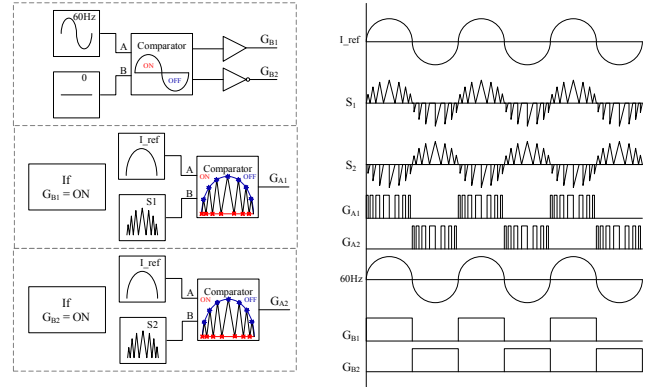 60Hz
A
Comparator
ON
OFF
G_B1
0
B
G_B2
If
G_B1 = ON
I_ref
A
Comparator
ON
OFF
G_A1
S1
B
If
G_B2 = ON
I_ref
A
Comparator
ON
OFF
G_A2
S2
B
I_ref
S₁
S₂
G_A1
G_A2
60Hz
G_B1
G_B2